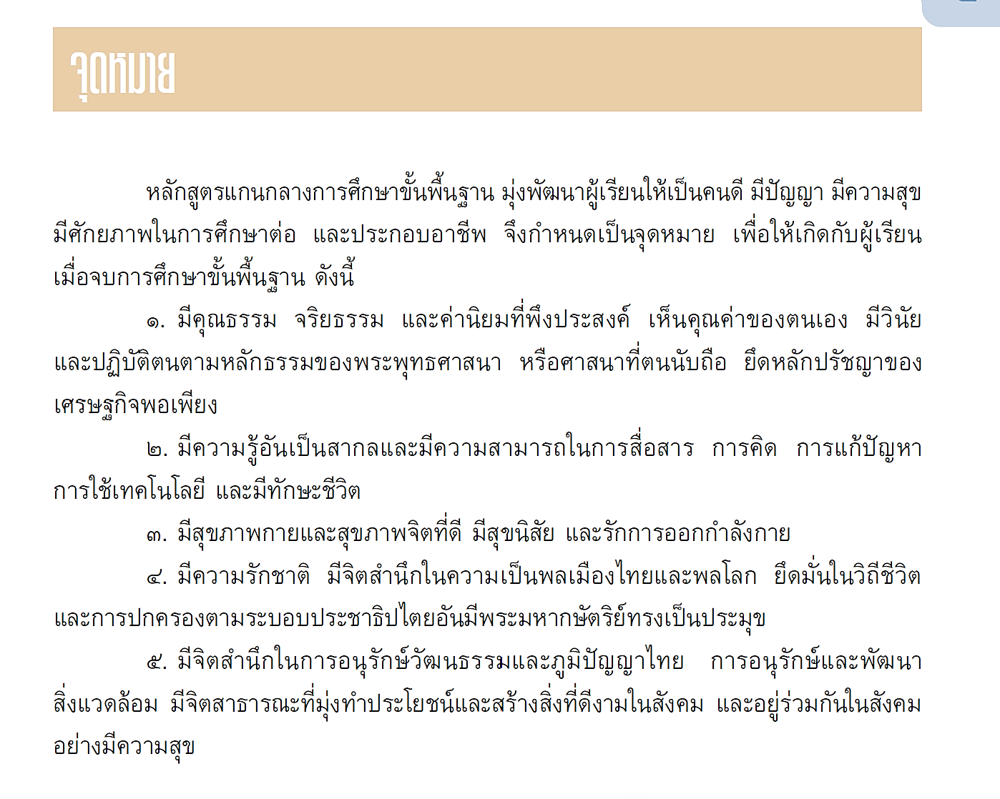 จุดหมาย
หลักสูตรแกนกลางการศึกษาขั้นพื้นฐาน มุ่งพัฒนาผู้เรียนให้เป็นคนดี มีปัญญา มีความสุข
มีศักยภาพในการศึกษาต่อ และประกอบอาชีพ จึงกำหนดเป็นจุดหมาย เพื่อให้เกิดกับผู้เรียน
เมื่อจบการศึกษาขั้นพื้นฐาน ดังนี้
๑. มีคุณธรรม จริยธรรม และค่านิยมที่พึงประสงค์ เห็นคุณค่าของตนเอง มีวินัย
และปฏิบัติตนตามหลักธรรมของพระพุทธศาสนา หรือศาสนาที่ตนนับถือ ยึดหลักปรัชญาของ
เศรษฐกิจพอเพียง
๒. มีความรู้อันเป็นสากลและมีความสามารถในการสื่อสาร การคิด การแก้ปัญหา
การใช้เทคโนโลยี และมีทักษะชีวิต
๓. มีสุขภาพกายและสุขภาพจิตที่ดี มีสุขนิสัย และรักการออกกำลังกาย
๔. มีความรักชาติ มีจิตสำนึกในความเป็นพลเมืองไทยและพลโลก ยึดมั่นในวิถีชีวิต
และการปกครองตามระบอบประชาธิปไตยอันมีพระมหากษัตริย์ทรงเป็นประมุข
๕. มีจิตสำนึกในการอนุรักษ์วัฒนธรรมและภูมิปัญญาไทย การอนุรักษ์และพัฒนา
สิ่งแวดล้อม มีจิตสาธารณะที่มุ่งทำประโยชน์และสร้างสิ่งที่ดีงามในสังคม และอยู่ร่วมกันในสังคม
อย่างมีความสุข